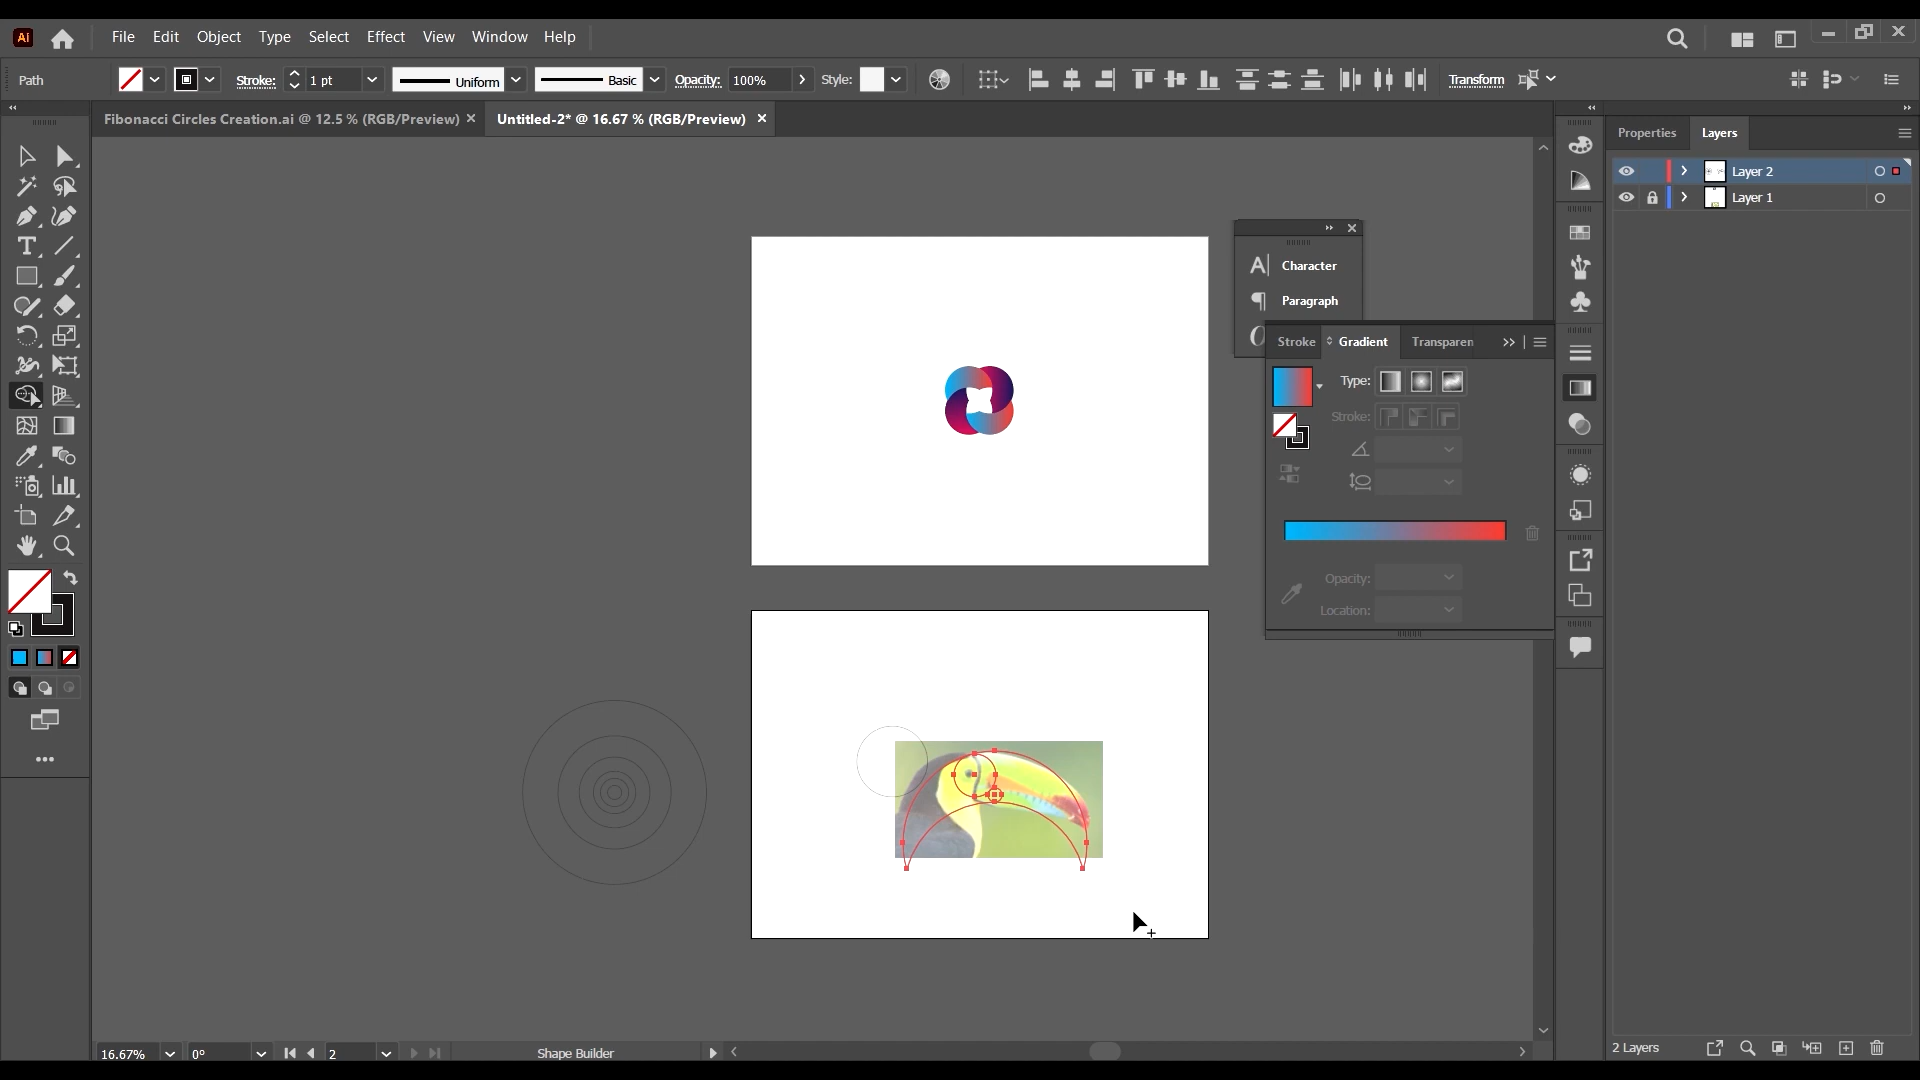 Ai
File Edit Object Type Select Effect View Window Help
Path Stroke: 1 pt Uniform Basic Opacity: 100% Style: Transform
Fibonacci Circles Creation.ai @ 12.5 % (RGB/Preview) Untitled-2* @ 16.67 % (RGB/Preview)
Properties Layers
Layer 2
Layer 1
Character
Paragraph
Stroke Gradient Transparen
Type:
Stroke:
Opacity:
Location:
16.67% 0° 2 Shape Builder
2 Layers